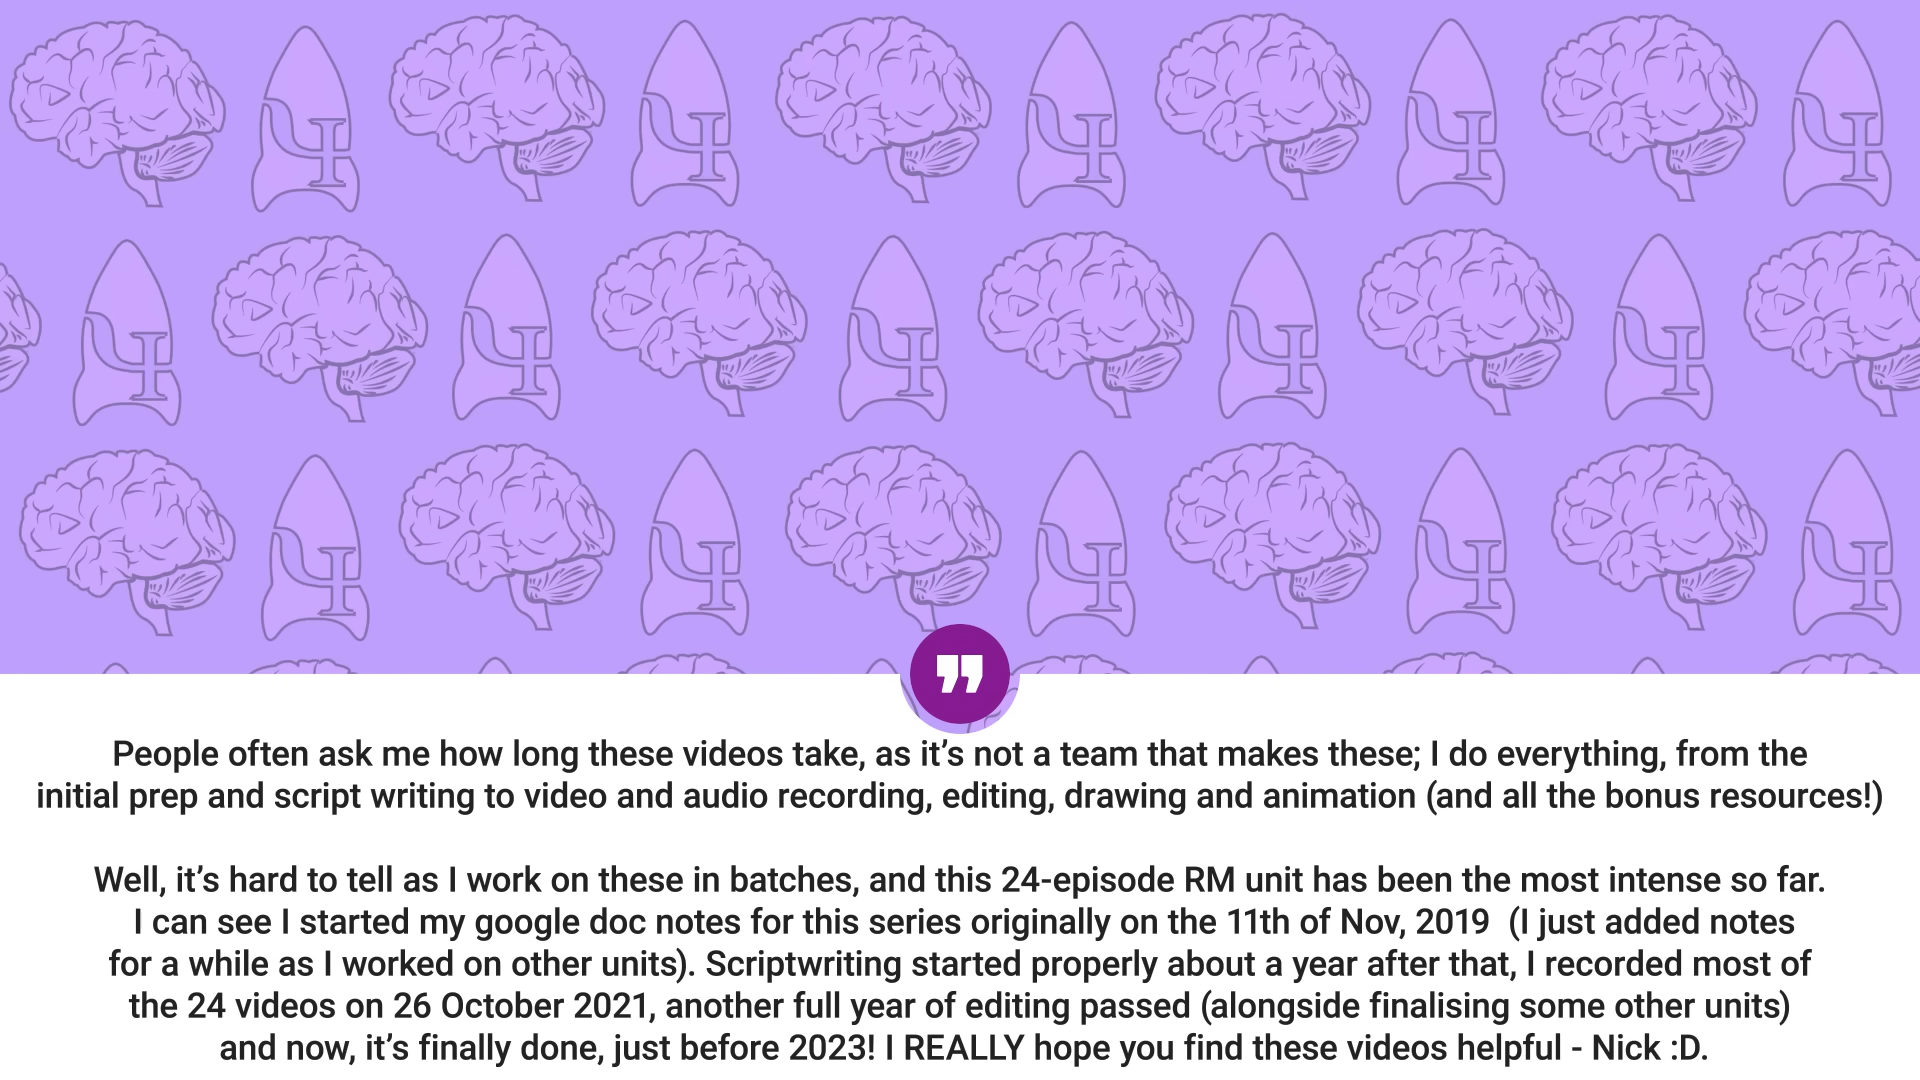 People often ask me how long these videos take, as it’s not a team that makes these; I do everything, from the
initial prep and script writing to video and audio recording, editing, drawing and animation (and all the bonus resources!)
Well, it’s hard to tell as I work on these in batches, and this 24-episode RM unit has been the most intense so far.
I can see I started my google doc notes for this series originally on the 11th of Nov, 2019 (I just added notes
for a while as I worked on other units). Scriptwriting started properly about a year after that, I recorded most of
the 24 videos on 26 October 2021, another full year of editing passed (alongside finalising some other units)
and now, it’s finally done, just before 2023! I REALLY hope you find these videos helpful - Nick :D.